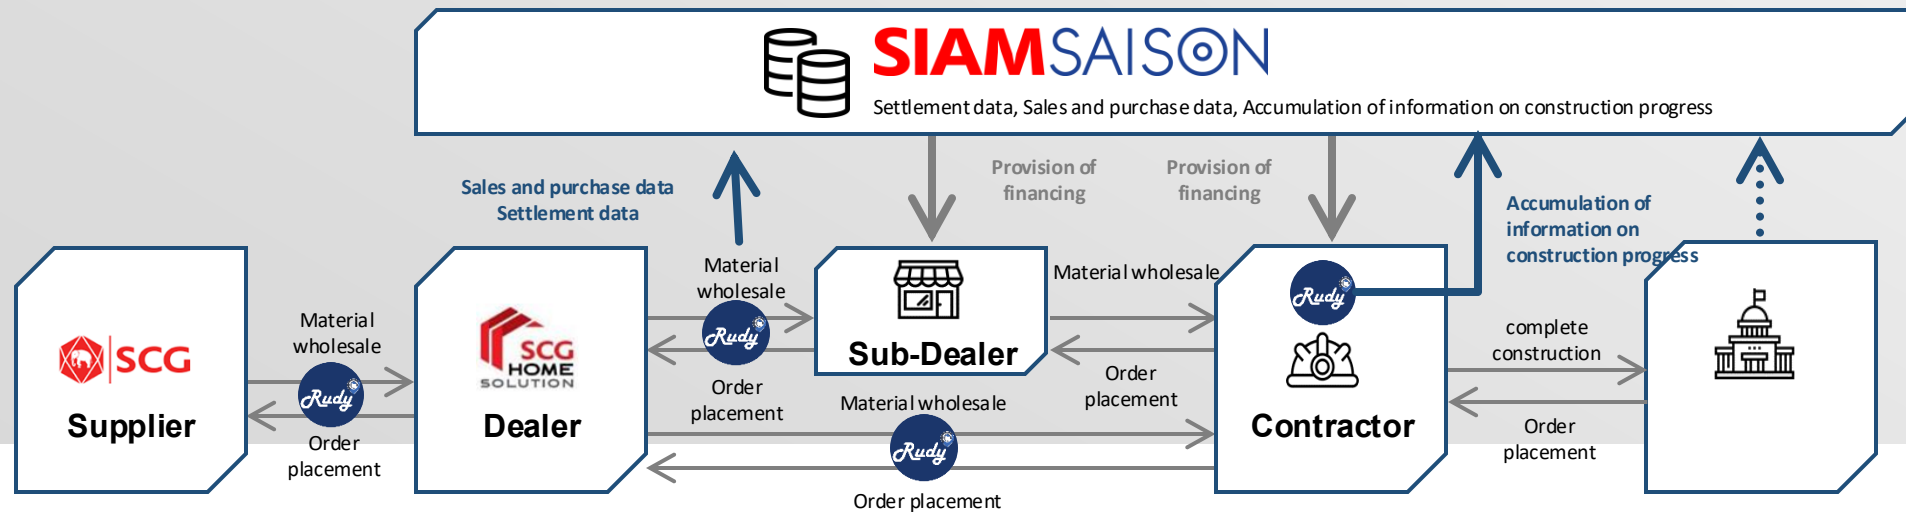 SIAM SAISON
Settlement data, Sales and purchase data, Accumulation of information on construction progress
Sales and purchase data
Settlement data
Provision of
financing
Provision of
financing
Accumulation of
information on
construction progress
SCG
Supplier
Material
wholesale
Rudy
Order
placement
SCG
HOME
SOLUTION
Dealer
Material
wholesale
Rudy
Order
placement
Sub-Dealer
Material wholesale
Order
placement
Material wholesale
Rudy
Order placement
Rudy
Contractor
complete
construction
Order
placement